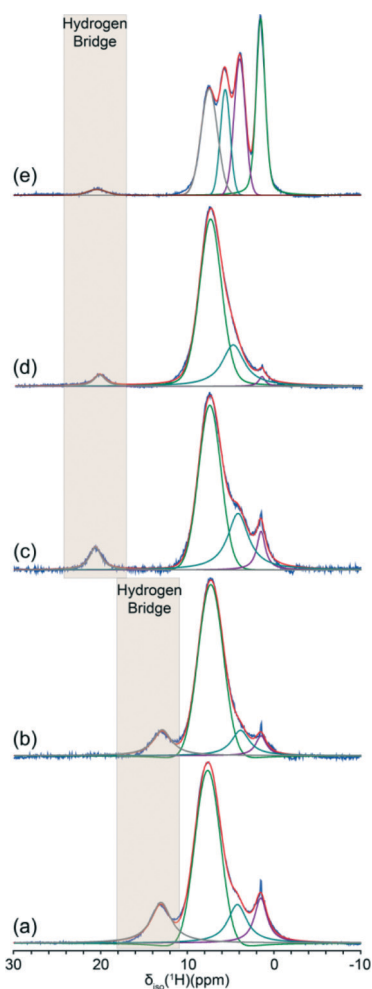 Hydrogen
Bridge
(e)
(d)
(c)
Hydrogen
Bridge
(b)
(a)
30 20 10 0 -10
δiso(¹H)(ppm)